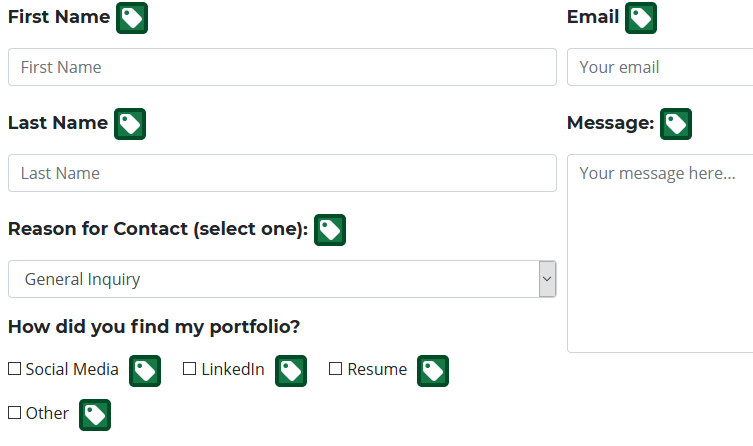 First Name
First Name
Last Name
Last Name
Reason for Contact (select one):
General Inquiry
How did you find my portfolio?
Social Media LinkedIn Resume
Other
Email
Your email
Message:
Your message here...